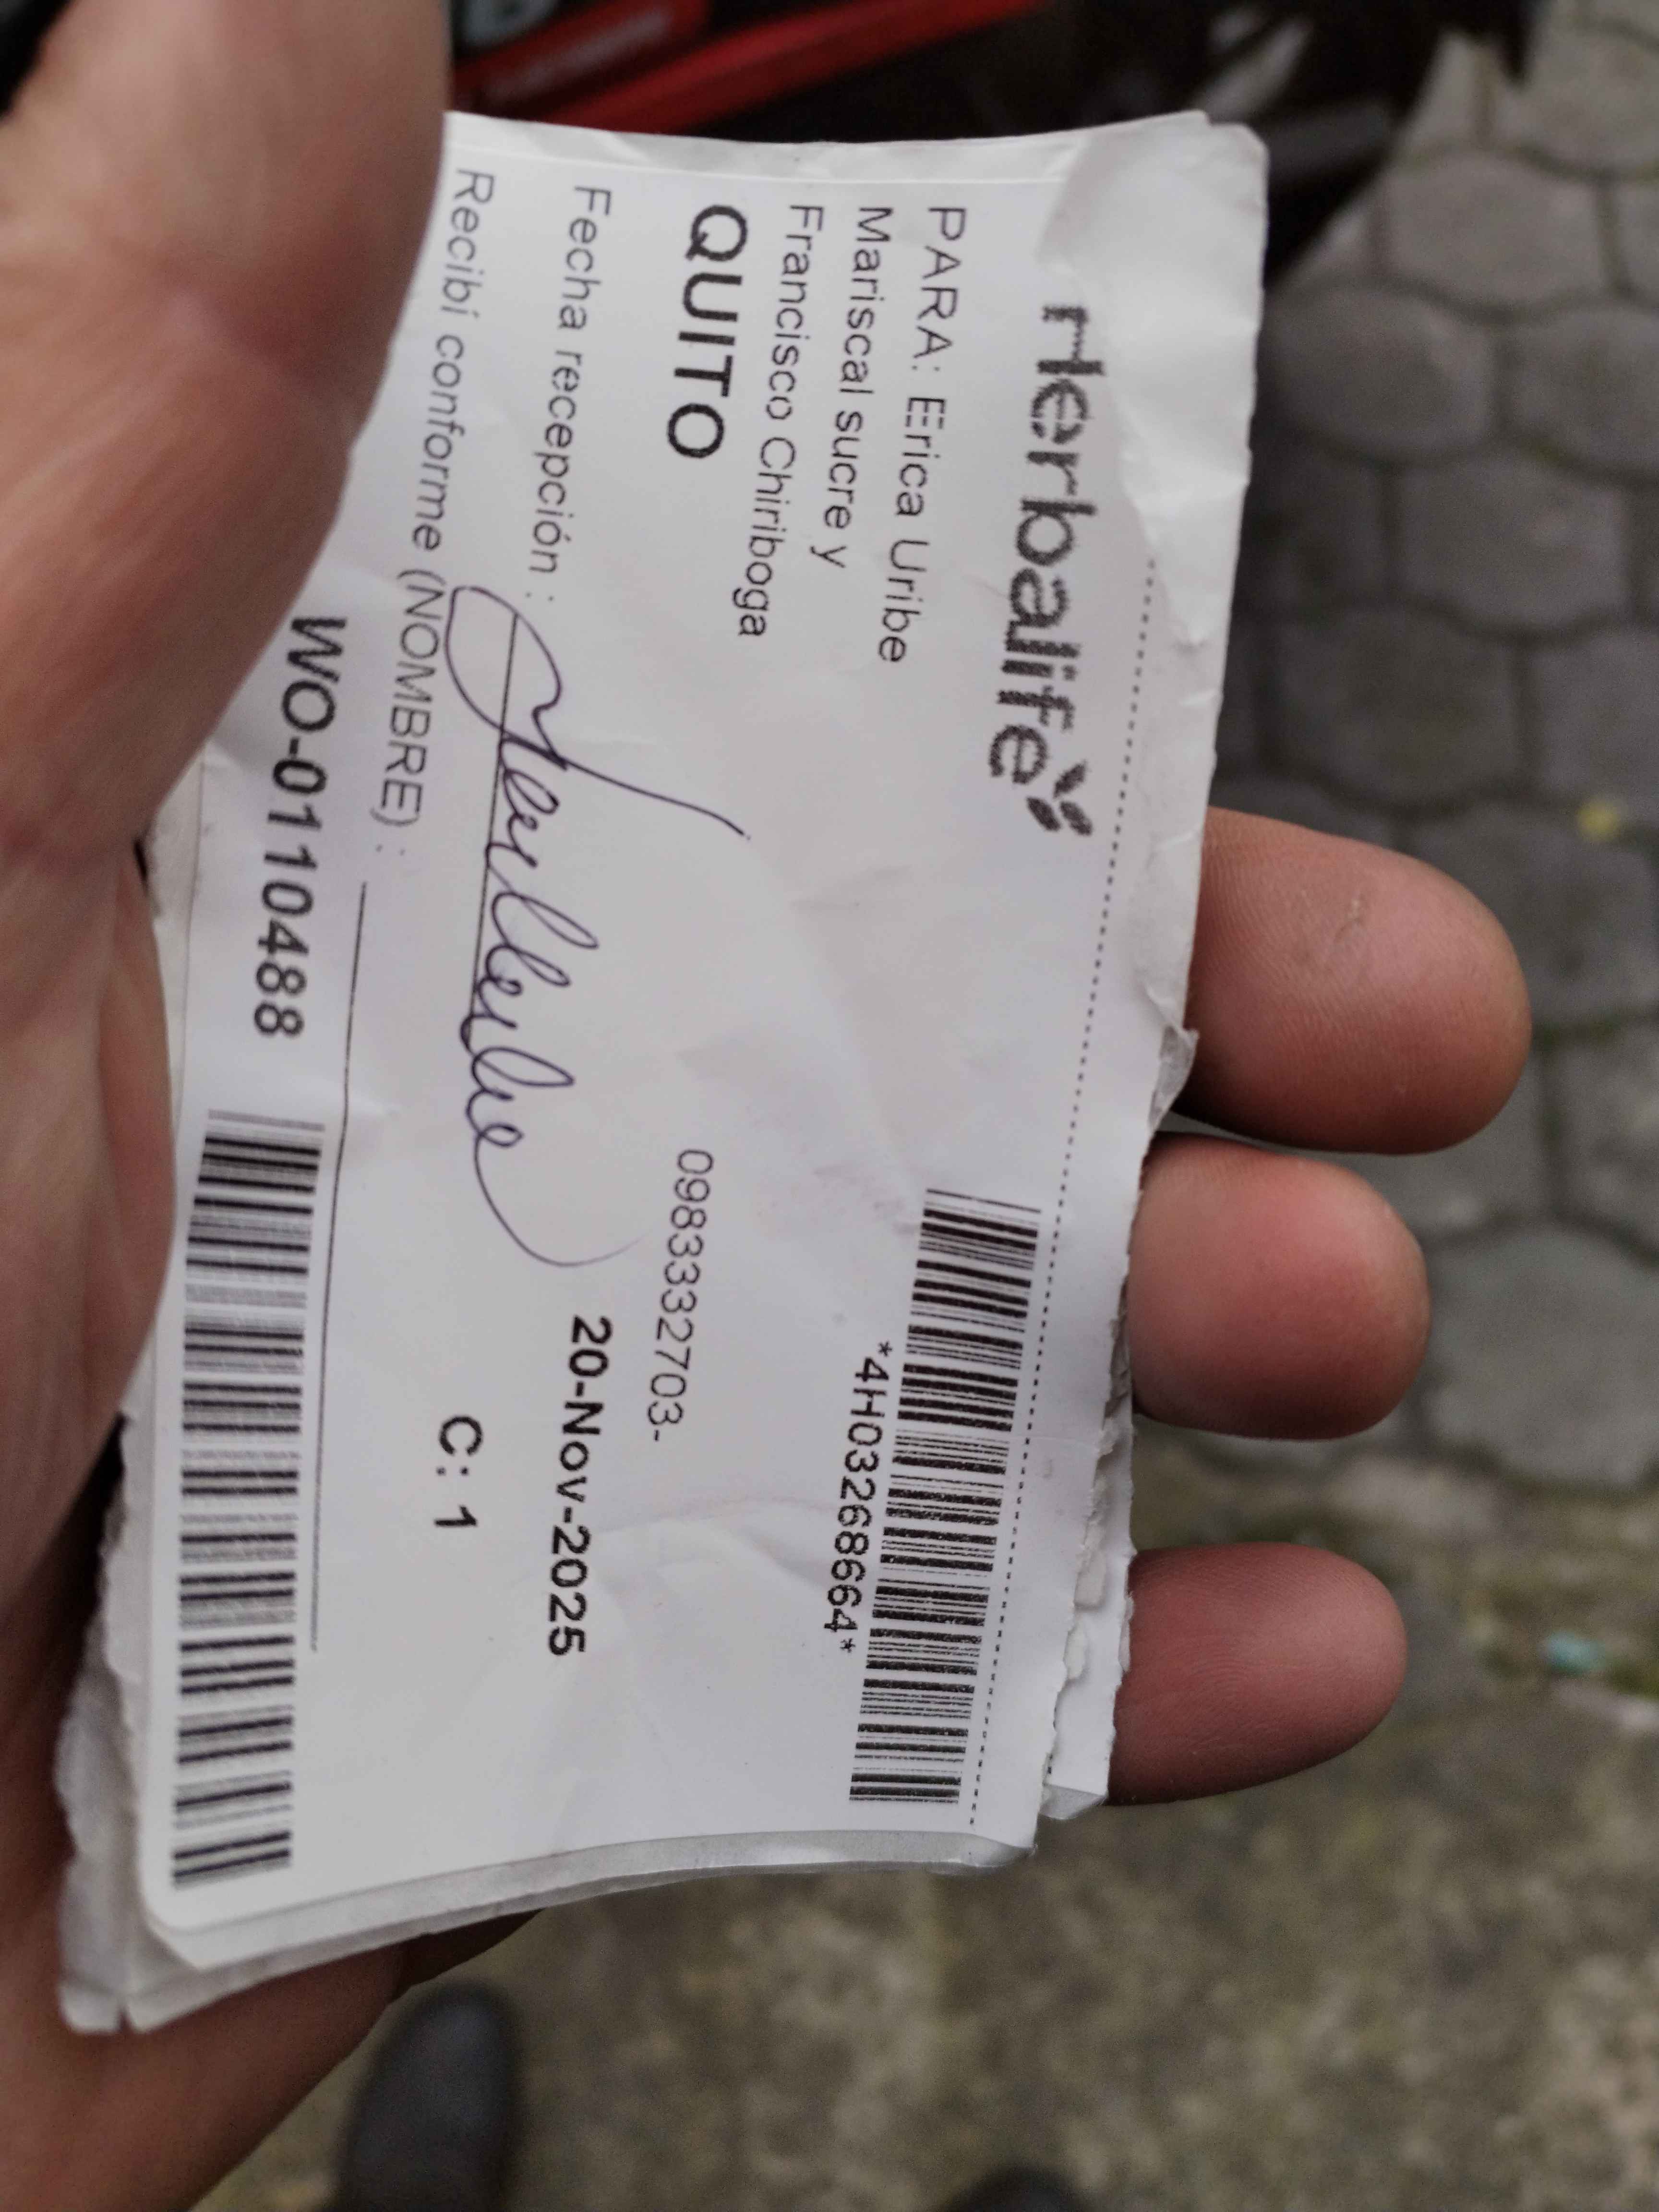 Herbalife
*4H03268664*
PARA: Erica Uribe
Mariscal sucre y
Francisco Chiriboga
QUITO
0983332703-
Fecha recepción :
20-Nov-2025
Recibí conforme (NOMBRE) :
C: 1
WO-0110488